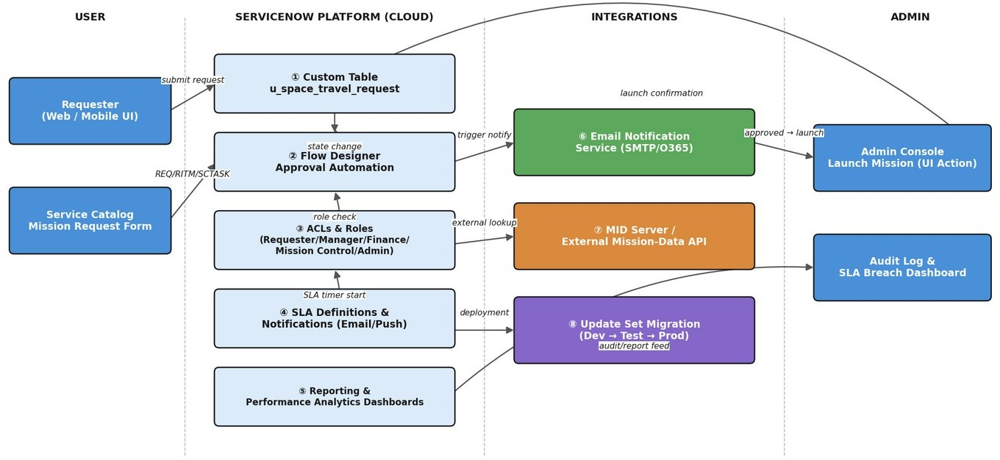 USER
SERVICENOW PLATFORM (CLOUD)
INTEGRATIONS
ADMIN
submit request
Requester
(Web / Mobile UI)
REQ/RITM/SCTASK
Service Catalog
Mission Request Form
① Custom Table
u_space_travel_request
state change
② Flow Designer
Approval Automation
role check
③ ACLs & Roles
(Requester/Manager/Finance/
Mission Control/Admin)
SLA timer start
④ SLA Definitions &
Notifications (Email/Push)
⑤ Reporting &
Performance Analytics Dashboards
trigger notify
external lookup
deployment
launch confirmation
⑥ Email Notification
Service (SMTP/O365)
⑦ MID Server /
External Mission-Data API
⑧ Update Set Migration
(Dev → Test → Prod)
audit/report feed
approved → launch
Admin Console
Launch Mission (UI Action)
Audit Log &
SLA Breach Dashboard